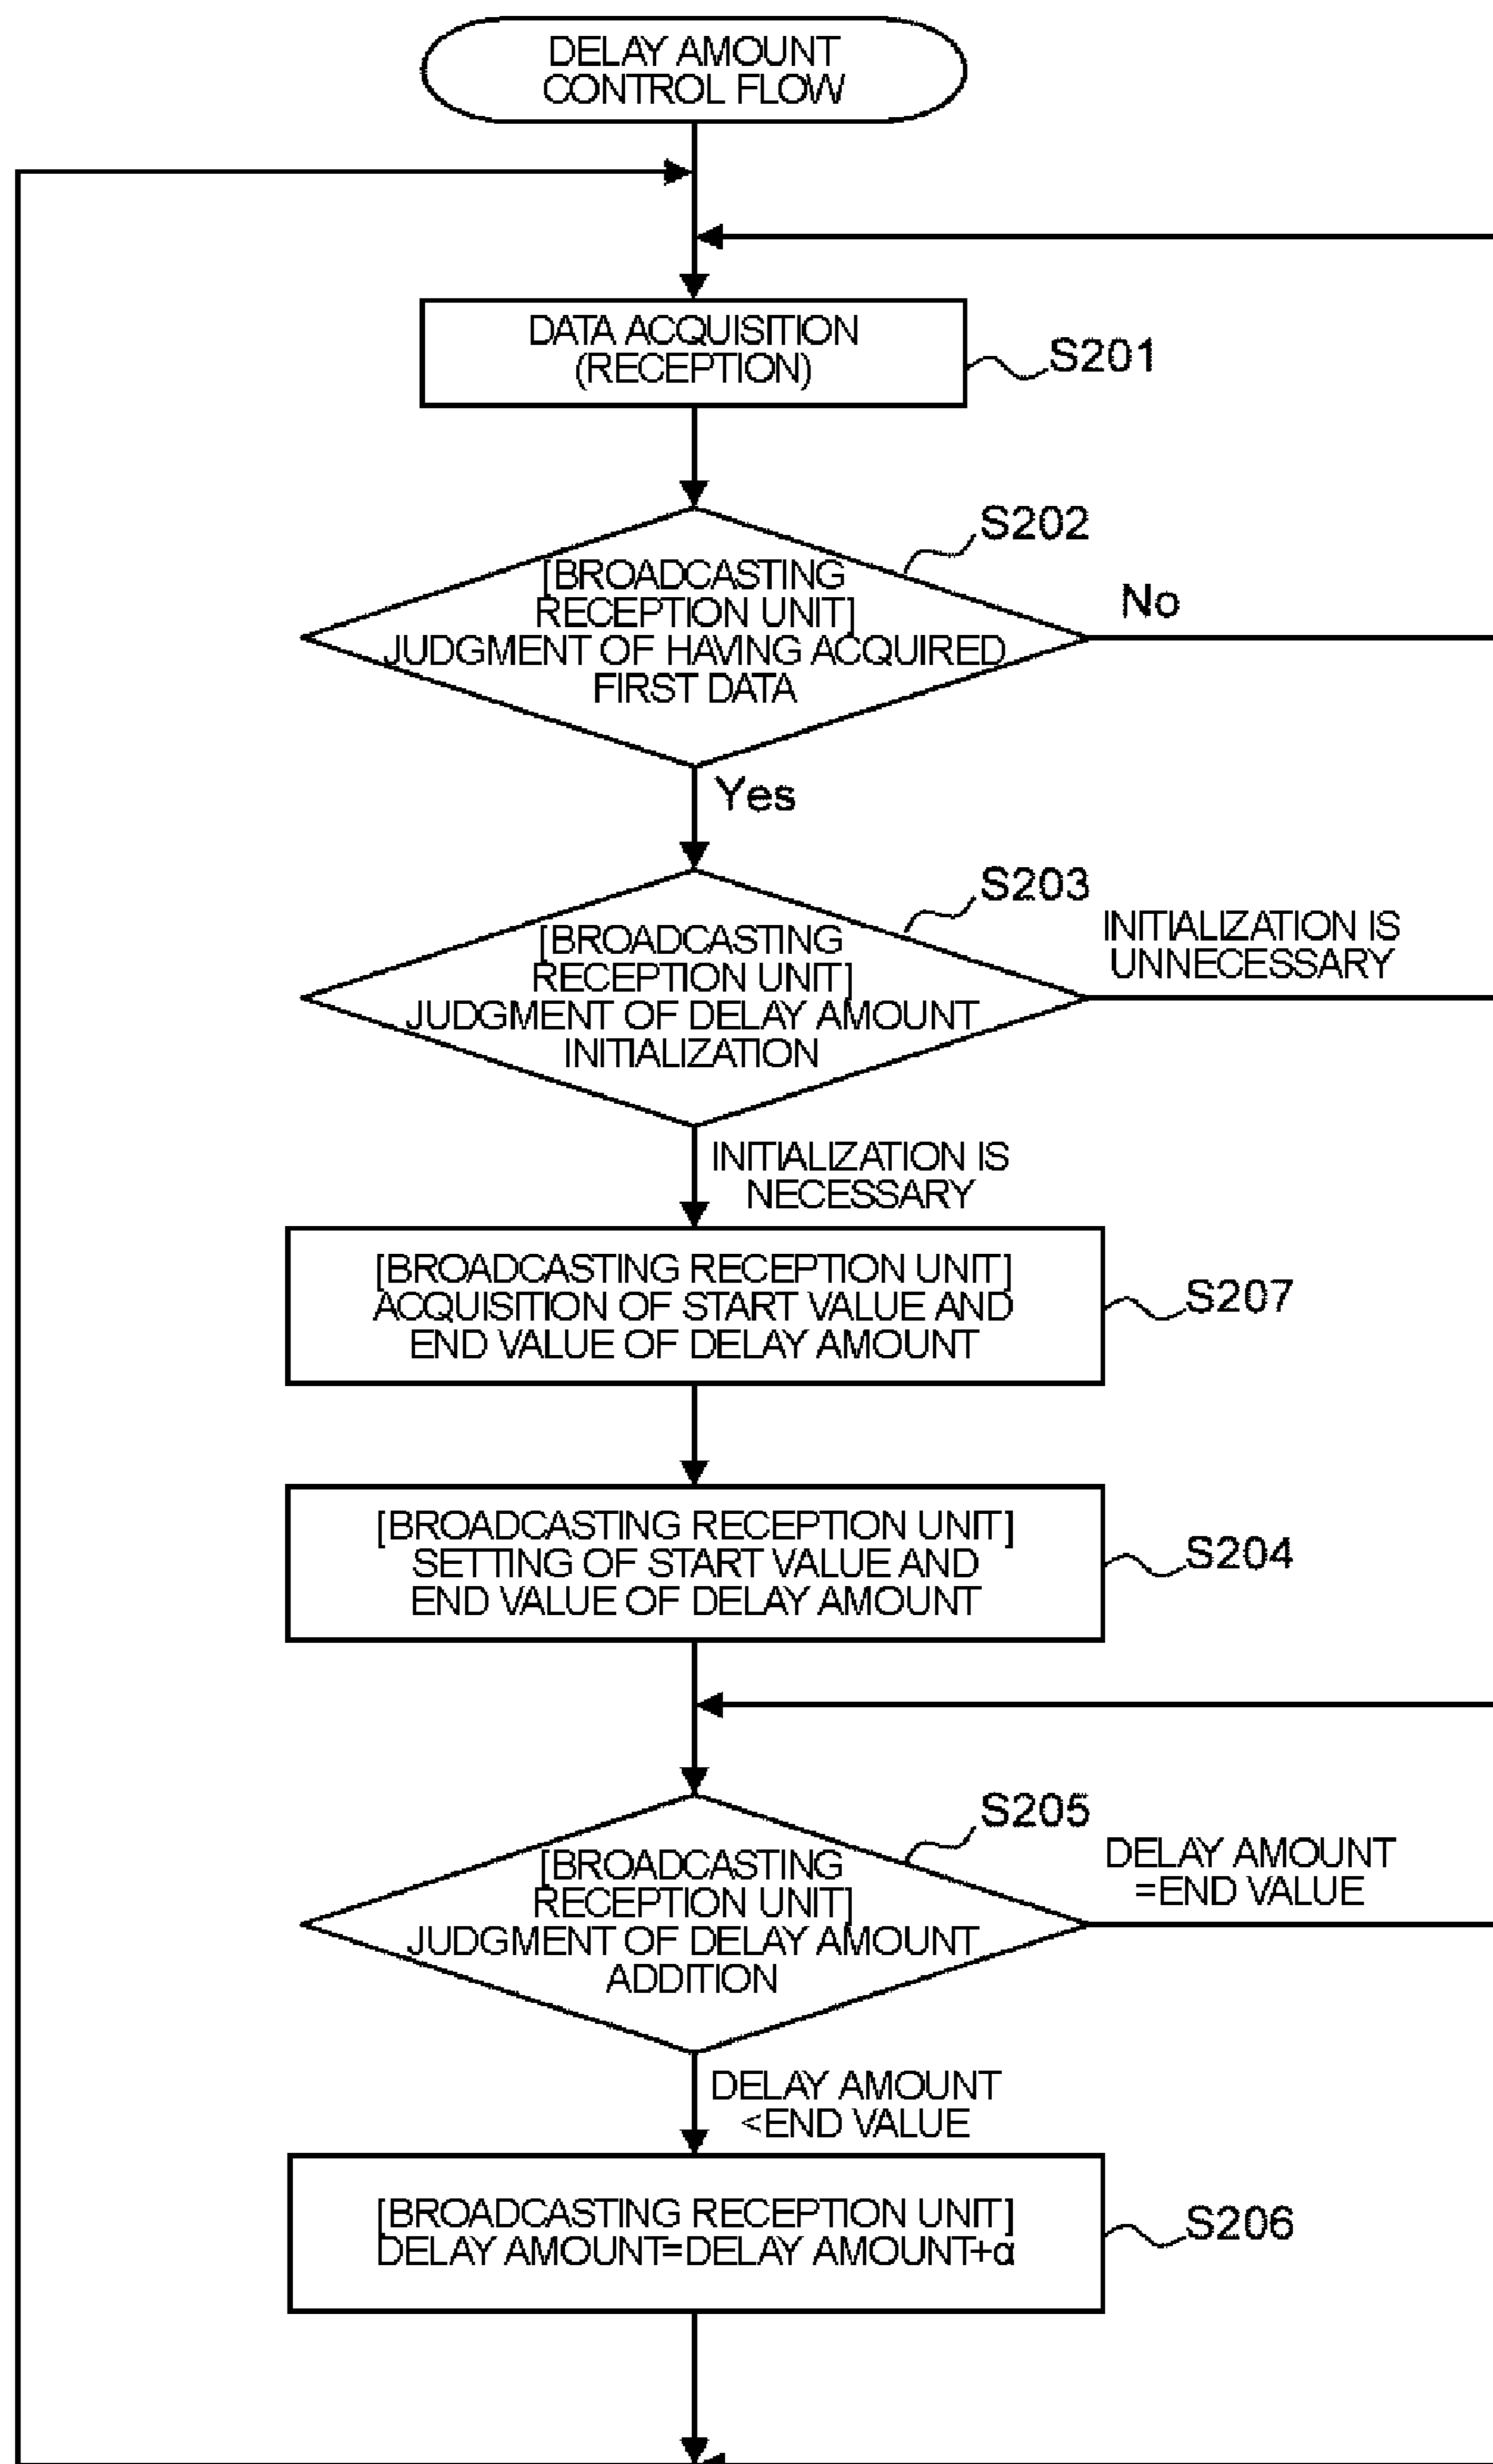 DELAY AMOUNT
CONTROL FLOW
DATA ACQUISITION
(RECEPTION)
S201
S202
[BROADCASTING
RECEPTION UNIT]
JUDGMENT OF HAVING ACQUIRED
FIRST DATA
No
Yes
S203
[BROADCASTING
RECEPTION UNIT]
JUDGMENT OF DELAY AMOUNT
INITIALIZATION
INITIALIZATION IS
UNNECESSARY
INITIALIZATION IS
NECESSARY
[BROADCASTING RECEPTION UNIT]
ACQUISITION OF START VALUE AND
END VALUE OF DELAY AMOUNT
S207
[BROADCASTING RECEPTION UNIT]
SETTING OF START VALUE AND
END VALUE OF DELAY AMOUNT
S204
S205
[BROADCASTING
RECEPTION UNIT]
JUDGMENT OF DELAY AMOUNT
ADDITION
DELAY AMOUNT
=END VALUE
DELAY AMOUNT
<END VALUE
[BROADCASTING RECEPTION UNIT]
DELAY AMOUNT=DELAY AMOUNT+α
S206